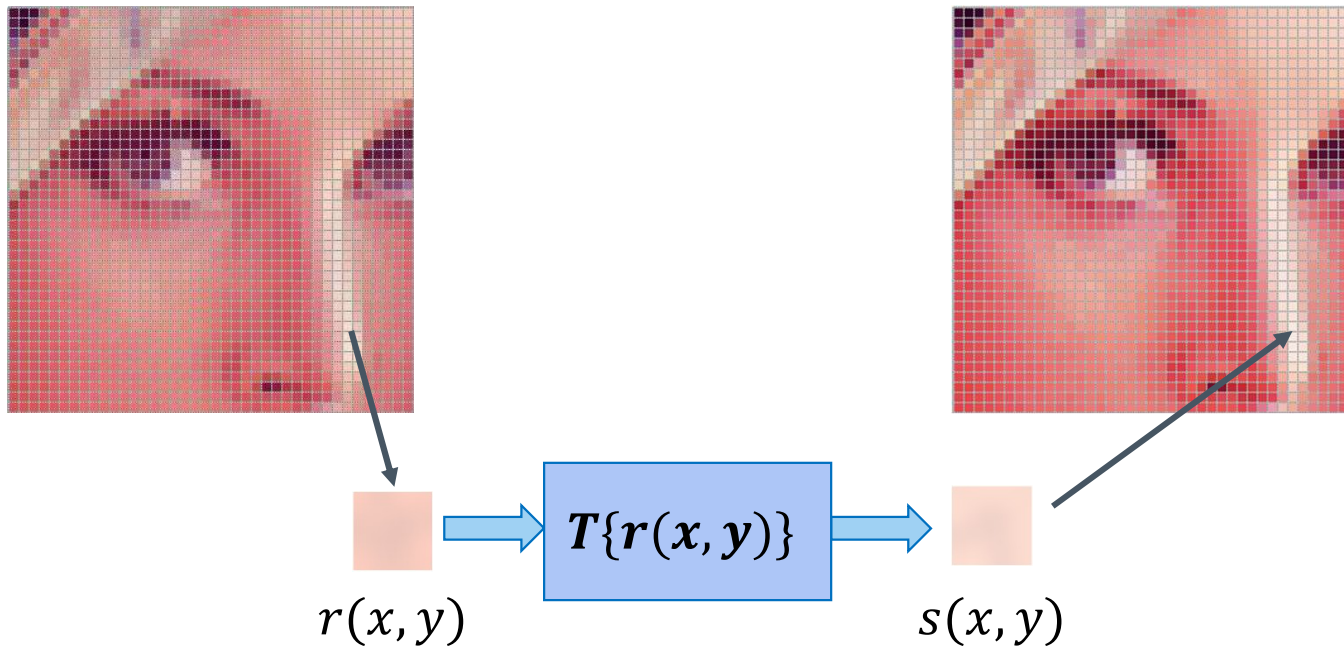 T{r(x, y)}
r(x, y)
s(x, y)